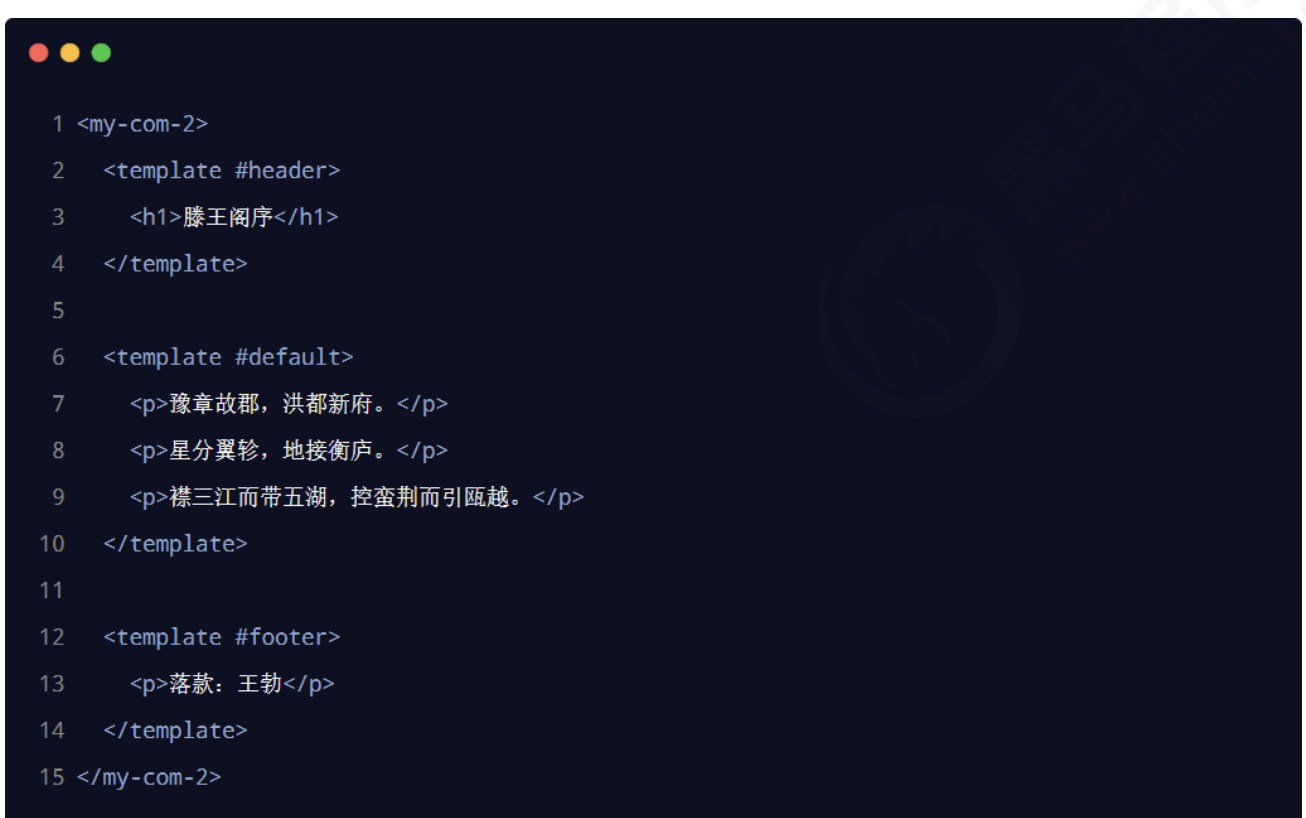 1 <my-com-2>
2   <template #header>
3     <h1>滕王阁序</h1>
4   </template>
5
6   <template #default>
7     <p>豫章故郡，洪都新府。</p>
8     <p>星分翼轸，地接衡庐。</p>
9     <p>襟三江而带五湖，控蛮荆而引瓯越。</p>
10   </template>
11
12   <template #footer>
13     <p>落款：王勃</p>
14   </template>
15 </my-com-2>